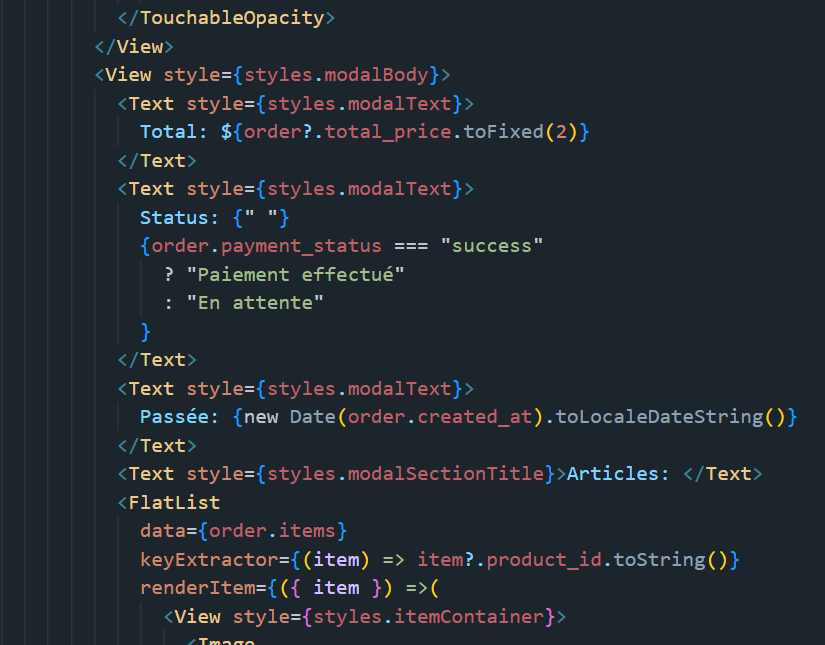 </TouchableOpacity>
</View>
<View style={styles.modalBody}>
<Text style={styles.modalText}>
Total: ${order?.total_price.toFixed(2)}
</Text>
<Text style={styles.modalText}>
Status: {" "}
{order.payment_status === "success"
? "Paiement effectué"
: "En attente"
}
</Text>
<Text style={styles.modalText}>
Passée: {new Date(order.created_at).toLocaleDateString()}
</Text>
<Text style={styles.modalSectionTitle}>Articles: </Text>
<FlatList
data={order.items}
keyExtractor={(item) => item?.product_id.toString()}
renderItem={({ item }) =>(
<View style={styles.itemContainer}>
<Image